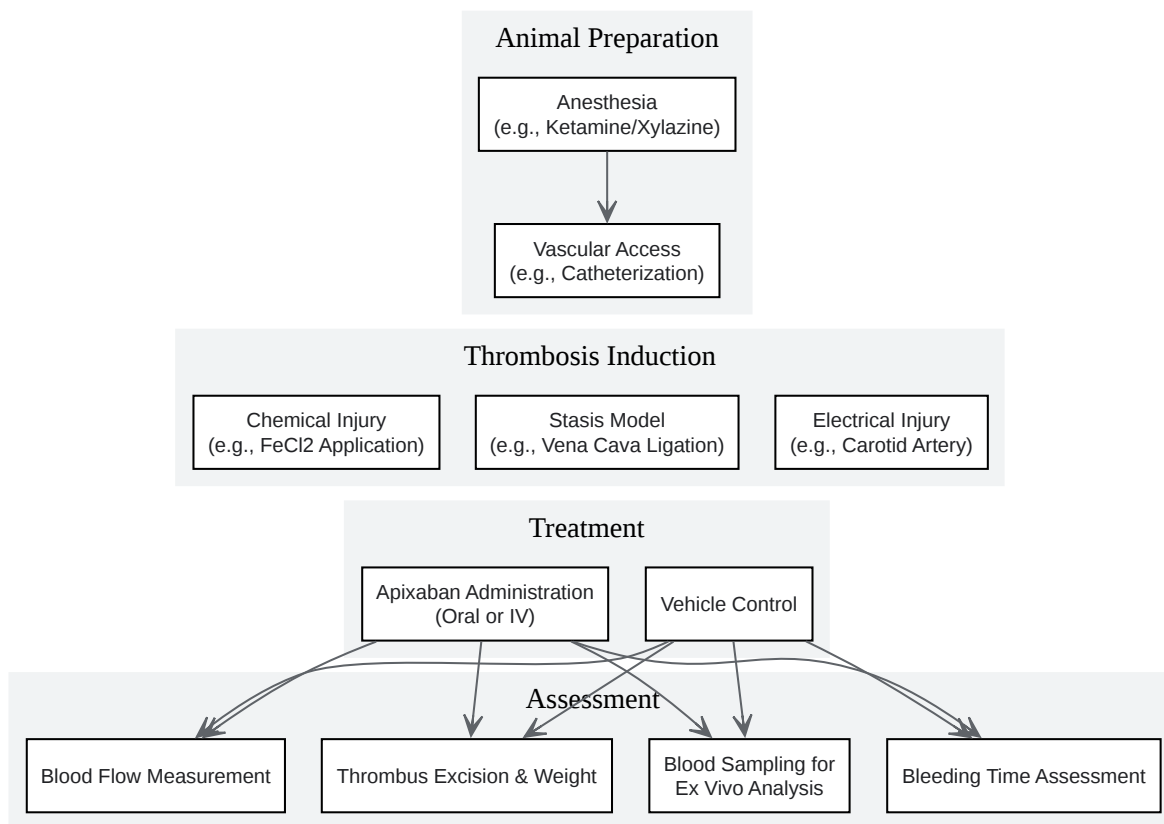 Animal Preparation
Anesthesia
(e.g., Ketamine/Xylazine)
Vascular Access
(e.g., Catheterization)
Thrombosis Induction
Chemical Injury
(e.g., FeCl2 Application)
Stasis Model
(e.g., Vena Cava Ligation)
Electrical Injury
(e.g., Carotid Artery)
Treatment
Apixaban Administration
(Oral or IV)
Vehicle Control
Assessment
Blood Flow Measurement
Thrombus Excision & Weight
Blood Sampling for
Ex Vivo Analysis
Bleeding Time Assessment